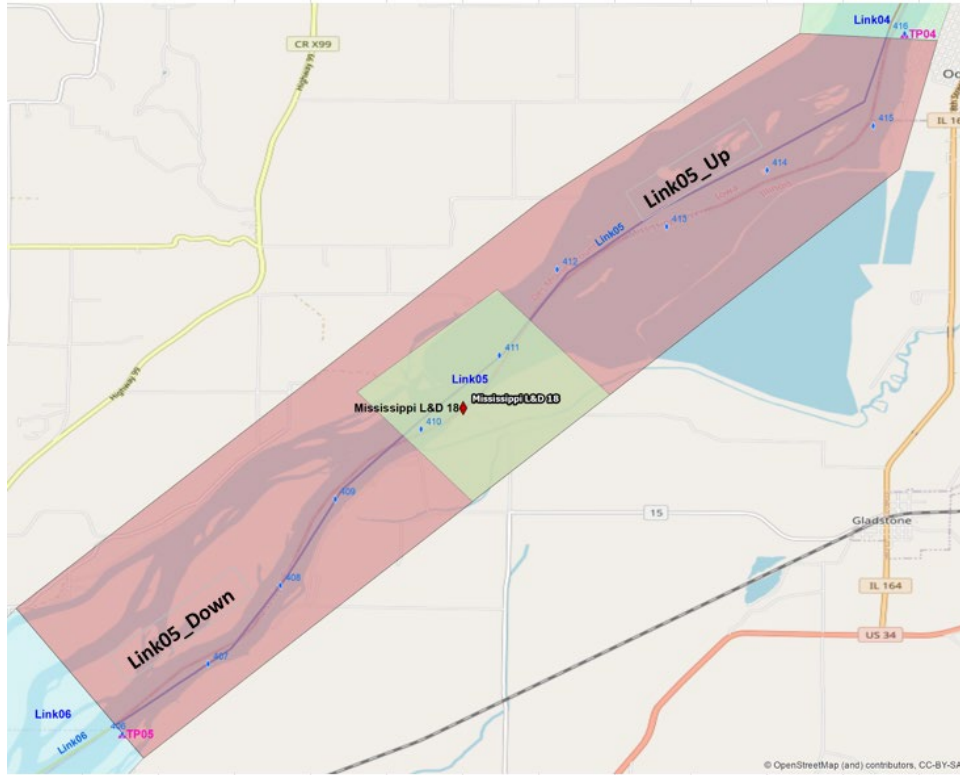 Link04
416
TP04
CR X99
Highway 99
IL 16
415
Link05_Up
414
413
Link05
412
411
Link05
Mississippi L&D 18
Mississippi L&D 18
410
Highway 99
409
15
Gladstone
408
IL 164
Link05_Down
US 34
407
Link06
406
TP05
Link06
© OpenStreetMap (and) contributors, CC-BY-SA